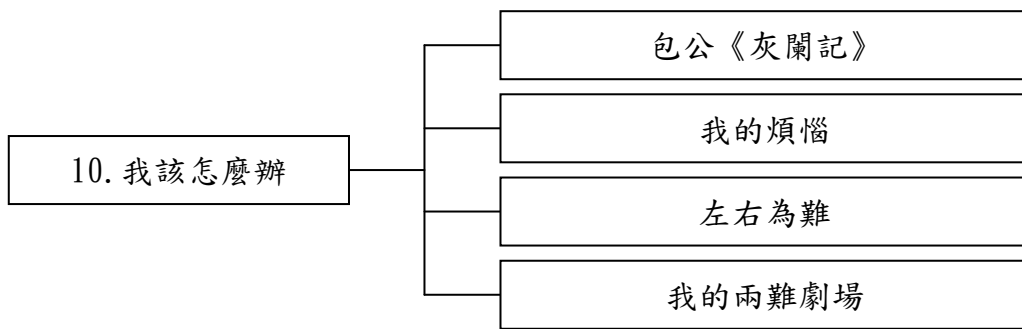 包公《灰闌記》
我的煩惱
10.我該怎麼辦
左右為難
我的兩難劇場